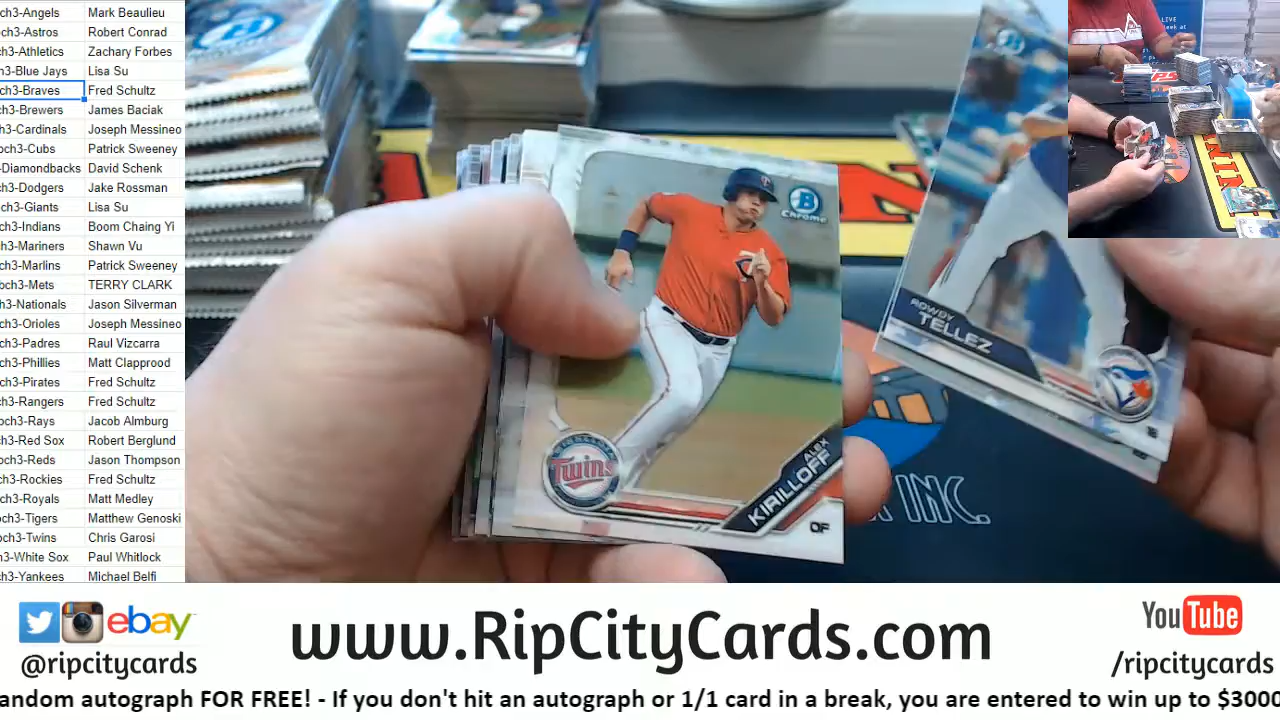 ch3-Angels Mark Beaulieu
och3-Astros Robert Conrad
ch3-Athletics Zachary Forbes
h3-Blue Jays Lisa Su
ch3-Braves Fred Schultz
ch3-Brewers James Baciak
ch3-Cardinals Joseph Messineo
och3-Cubs Patrick Sweeney
-Diamondbacks David Schenk
ch3-Dodgers Jake Rossman
ch3-Giants Lisa Su
ch3-Indians Boom Chaing Yi
ch3-Mariners Shawn Vu
ch3-Marlins Patrick Sweeney
och3-Mets TERRY CLARK
ch3-Nationals Jason Silverman
ch3-Orioles Joseph Messineo
ch3-Padres Raul Vizcarra
ch3-Phillies Matt Clapprood
ch3-Pirates Fred Schultz
ch3-Rangers Fred Schultz
och3-Rays Jacob Almburg
ch3-Red Sox Robert Berglund
och3-Reds Jason Thompson
ch3-Rockies Fred Schultz
ch3-Royals Matt Medley
och3-Tigers Matthew Genoski
och3-Twins Chris Garosi
h3-White Sox Paul Whitlock
ch3-Yankees Michael Belfi
B
Chrome
T
C
Twins
ALEX
KIRILLOFF
OF
ROWDY
TELLEZ
INC.
LIVE
www.RipCityCards.com
ebay
@ripcitycards
YouTube
/ripcitycards
andom autograph FOR FREE! - If you don't hit an autograph or 1/1 card in a break, you are entered to win up to $3000